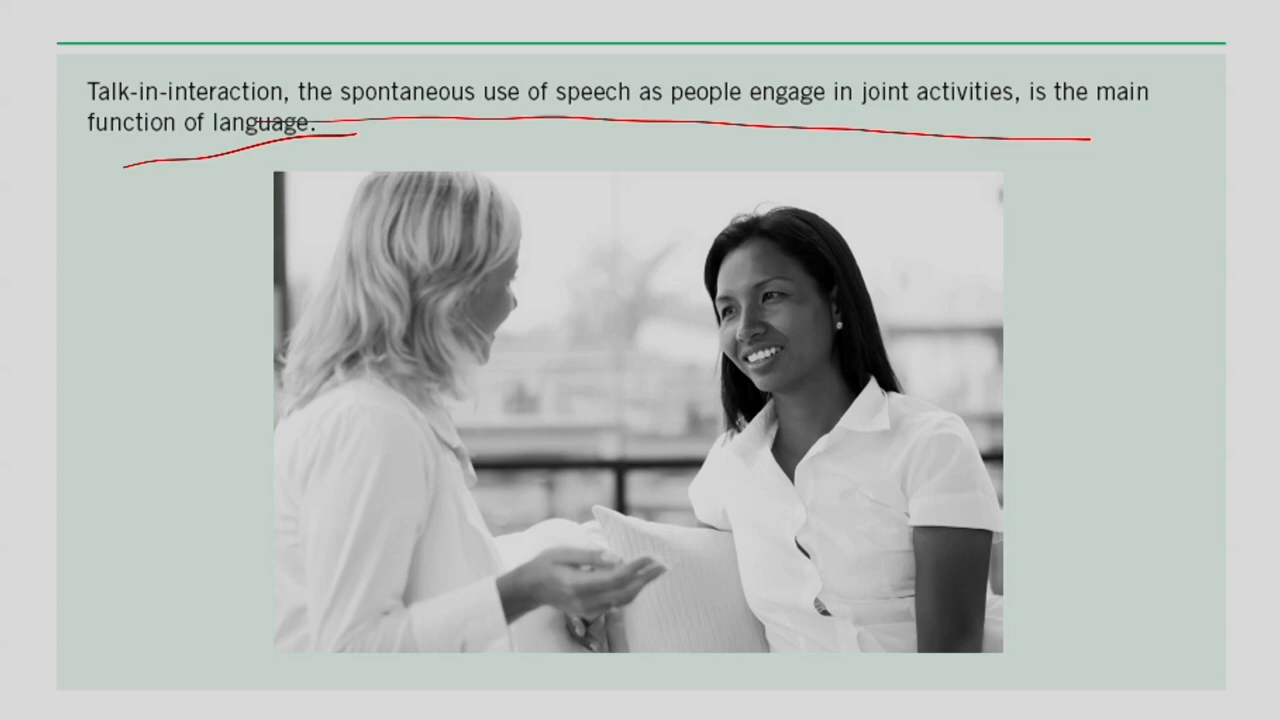 Talk-in-interaction, the spontaneous use of speech as people engage in joint activities, is the main
function of language.